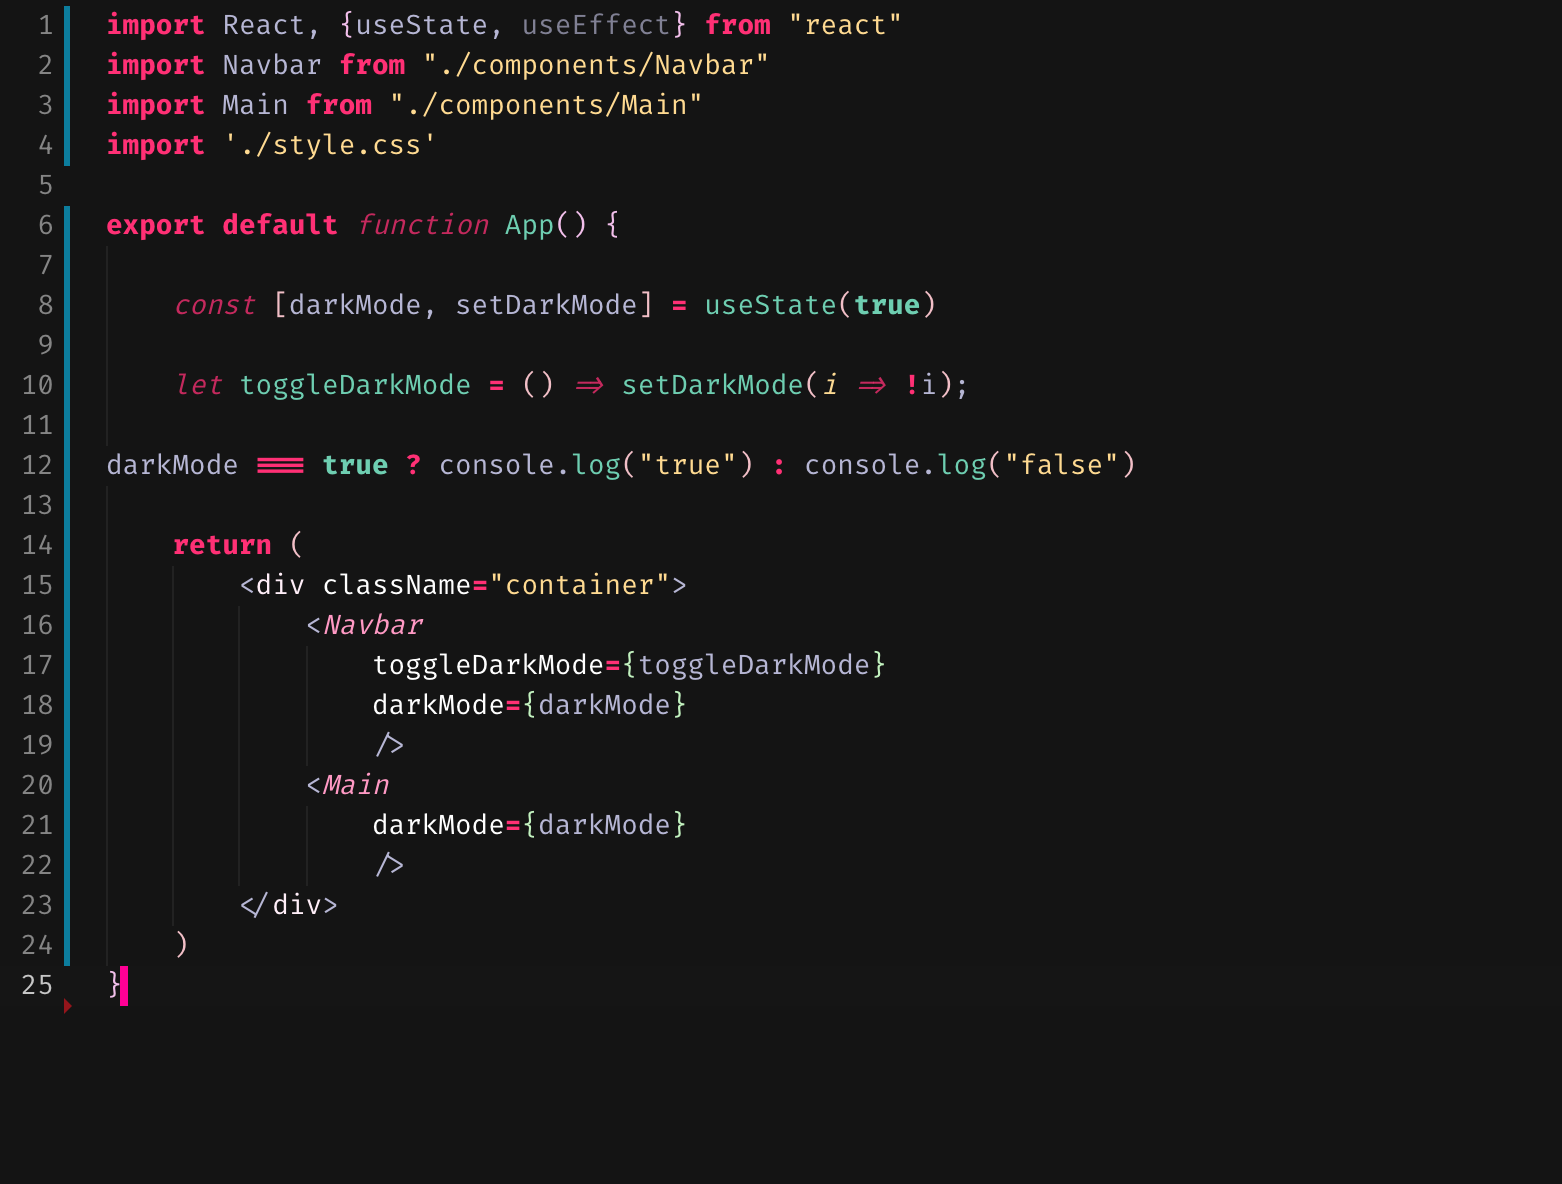 1 import React, {useState, useEffect} from "react"
2 import Navbar from "./components/Navbar"
3 import Main from "./components/Main"
4 import './style.css'
5
6 export default function App() {
7
8     const [darkMode, setDarkMode] = useState(true)
9
10     let toggleDarkMode = () => setDarkMode(i => !i);
11
12 darkMode === true ? console.log("true") : console.log("false")
13
14     return (
15         <div className="container">
16             <Navbar
17                 toggleDarkMode={toggleDarkMode}
18                 darkMode={darkMode}
19                 />
20             <Main
21                 darkMode={darkMode}
22                 />
23         </div>
24     )
25 }